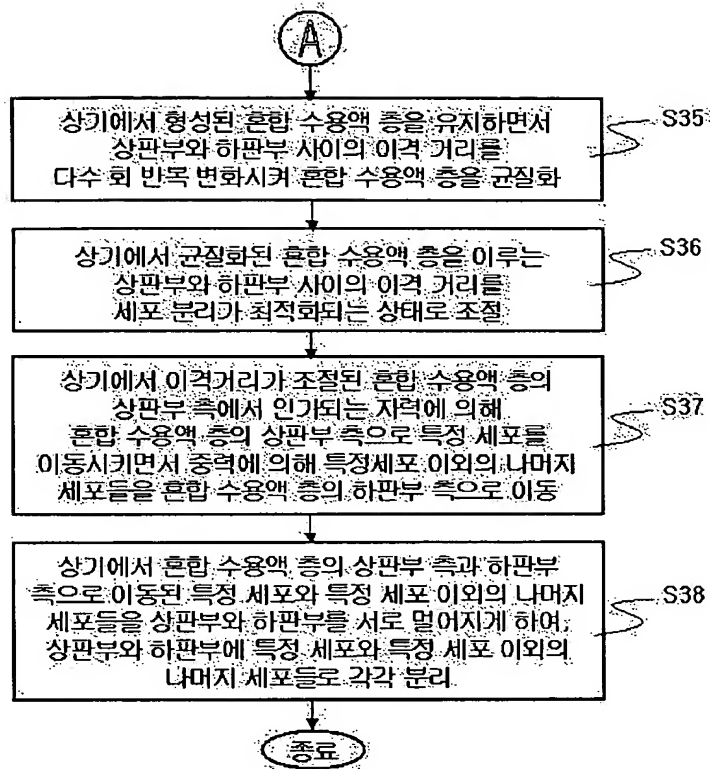 A
상기에서 형성된 혼합 수용액 층을 유지하면서
상판부와 하판부 사이의 이격 거리를
다수 회 반복 변화시켜 혼합 수용액 층을 균질화
S35
상기에서 균질화된 혼합 수용액 층을 이루는
상판부와 하판부 사이의 이격 거리를
세포 분리가 최적화되는 상태로 조절
S36
상기에서 이격거리가 조절된 혼합 수용액 층의
상판부 측에서 인가되는 자력에 의해
혼합 수용액 층의 상판부 측으로 특정 세포를
이동시키면서 중력에 의해 특정세포 이외의 나머지
세포들을 혼합 수용액 층의 하판부 측으로 이동
S37
상기에서 혼합 수용액 층의 상판부 측과 하판부
측으로 이동된 특정 세포와 특정 세포 이외의 나머지
세포들을 상판부와 하판부를 서로 멀어지게 하여,
상판부와 하판부에 특정 세포와 특정 세포 이외의
나머지 세포들로 각각 분리
S38
종료